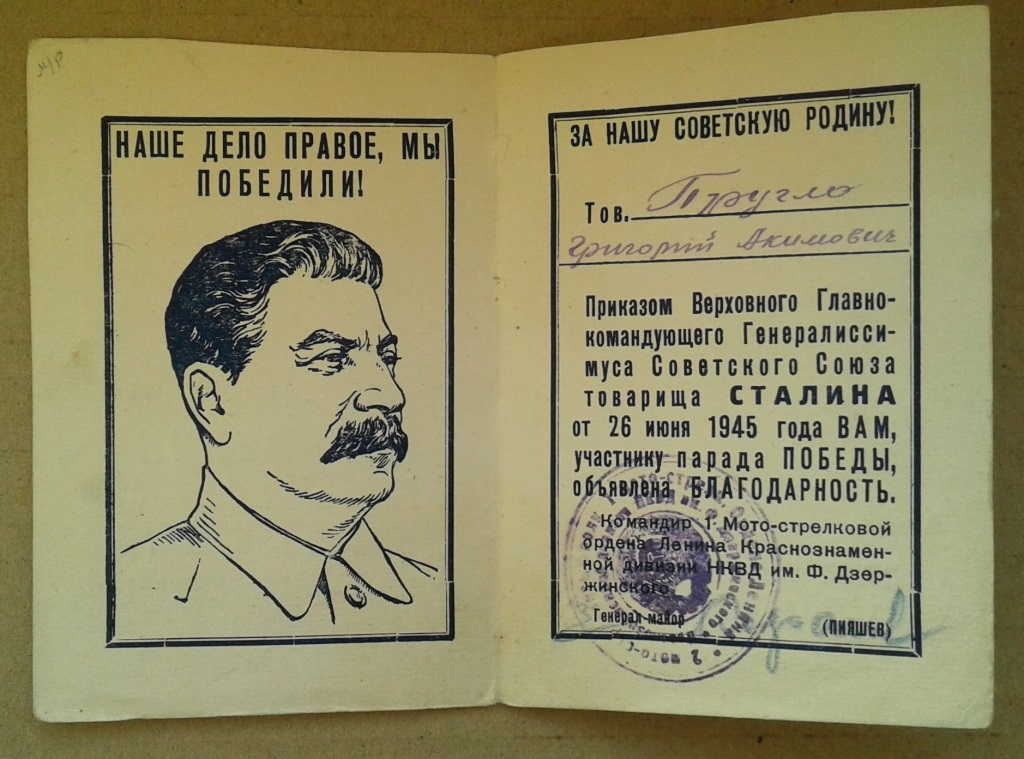 НАШЕ ДЕЛО ПРАВОЕ, МЫ
ПОБЕДИЛИ!
ЗА НАШУ СОВЕТСКУЮ РОДИНУ!
Тов. Пругло
Григорий Акимович
Приказом Верховного Главно-
командующего Генералисси-
муса Советского Союза
товарища СТАЛИНА
от 26 июня 1945 года ВАМ,
участнику парада ПОБЕДЫ,
объявлена БЛАГОДАРНОСТЬ.
Командир 1 Мото-стрелковой
ордена Ленина Краснознамен-
ной дивизии НКВД им. Ф. Дзер-
жинского.
Генерал-майор (ПИЯШЕВ)